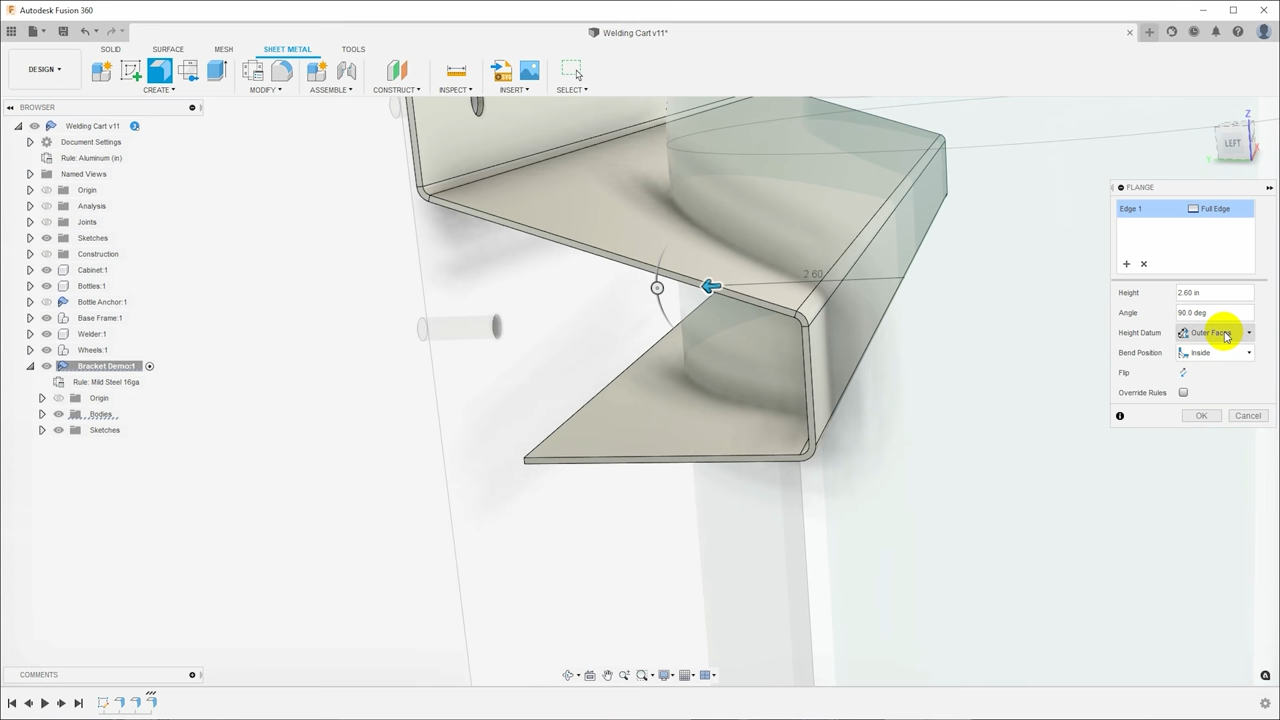 Autodesk Fusion 360
Welding Cart v11*
SOLID SURFACE MESH SHEET METAL TOOLS
DESIGN
CREATE MODIFY ASSEMBLE CONSTRUCT INSPECT INSERT SELECT
BROWSER
Welding Cart v11
Document Settings
Rule: Aluminum (in)
Named Views
Origin
Analysis
Joints
Sketches
Construction
Cabinet:1
Bottles:1
Bottle Anchor:1
Base Frame:1
Welder:1
Wheels:1
Bracket Demo:1
Rule: Mild Steel 16ga
Origin
Bodies
Sketches
2.60
Z
LEFT
Y
X
FLANGE
Edge 1 Full Edge
Height 2.60 in
Angle 90.0 deg
Height Datum Outer Faces
Bend Position Inside
Flip
Override Rules
OK Cancel
COMMENTS